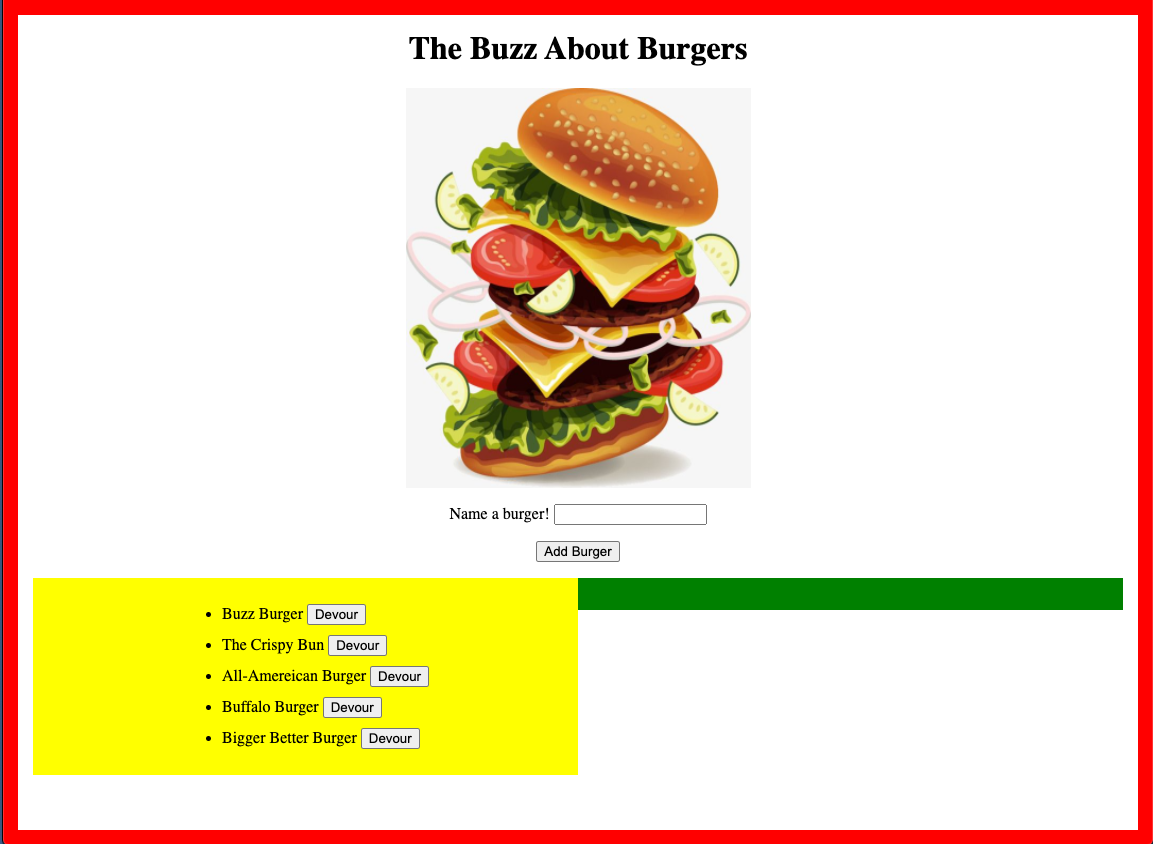 The Buzz About Burgers
Name a burger!
Add Burger
Buzz Burger Devour
The Crispy Bun Devour
All-Amereican Burger Devour
Buffalo Burger Devour
Bigger Better Burger Devour